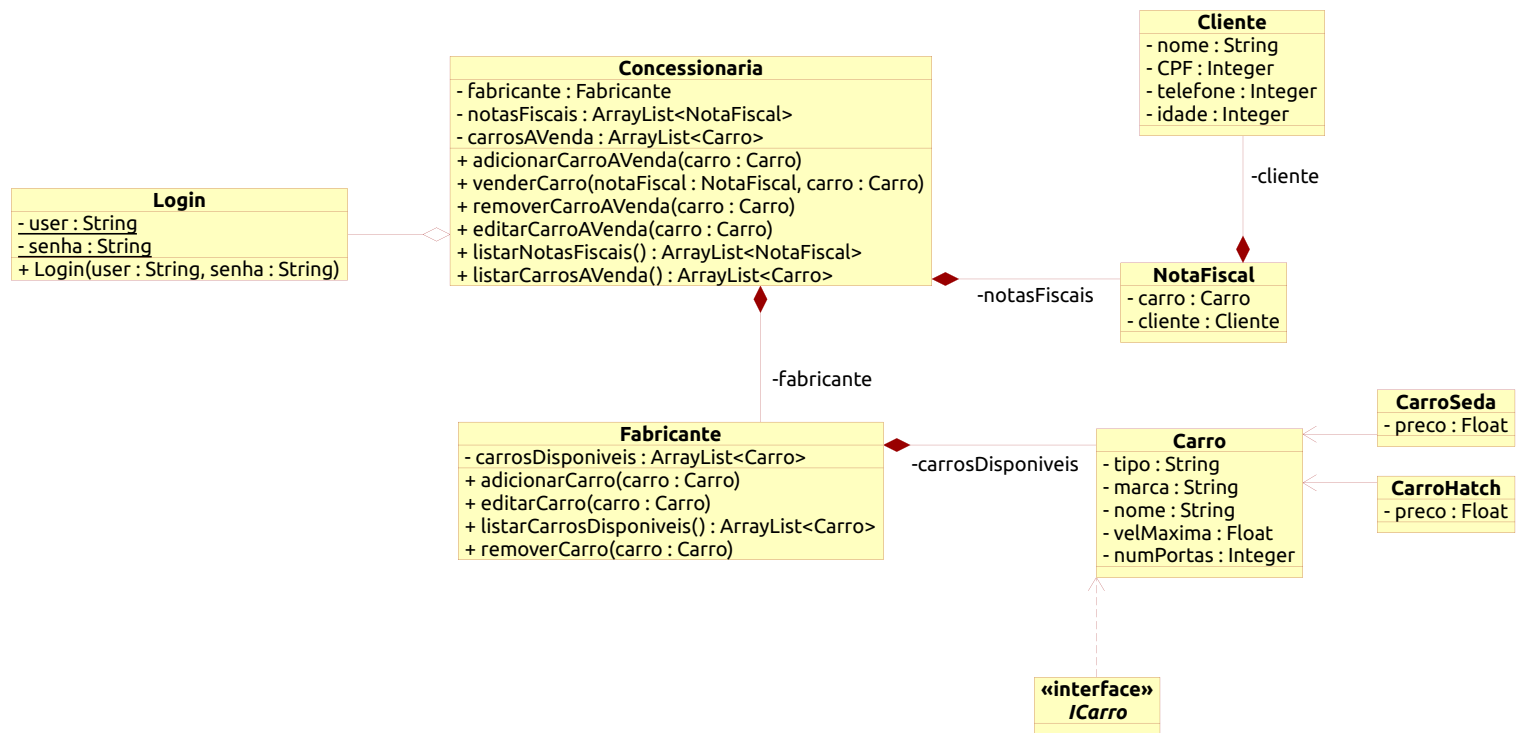 Cliente
- nome : String
- CPF : Integer
- telefone : Integer
- idade : Integer
-cliente
Concessionaria
- fabricante : Fabricante
- notasFiscais : ArrayList<NotaFiscal>
- carrosAVenda : ArrayList<Carro>
+ adicionarCarroAVenda(carro : Carro)
+ venderCarro(notaFiscal : NotaFiscal, carro : Carro)
+ removerCarroAVenda(carro : Carro)
+ editarCarroAVenda(carro : Carro)
+ listarNotasFiscais() : ArrayList<NotaFiscal>
+ listarCarrosAVenda() : ArrayList<Carro>
Login
- user : String
- senha : String
+ Login(user : String, senha : String)
-notasFiscais
NotaFiscal
- carro : Carro
- cliente : Cliente
-fabricante
Fabricante
- carrosDisponiveis : ArrayList<Carro>
+ adicionarCarro(carro : Carro)
+ editarCarro(carro : Carro)
+ listarCarrosDisponiveis() : ArrayList<Carro>
+ removerCarro(carro : Carro)
-carrosDisponiveis
Carro
- tipo : String
- marca : String
- nome : String
- velMaxima : Float
- numPortas : Integer
CarroSeda
- preco : Float
CarroHatch
- preco : Float
«interface»
ICarro